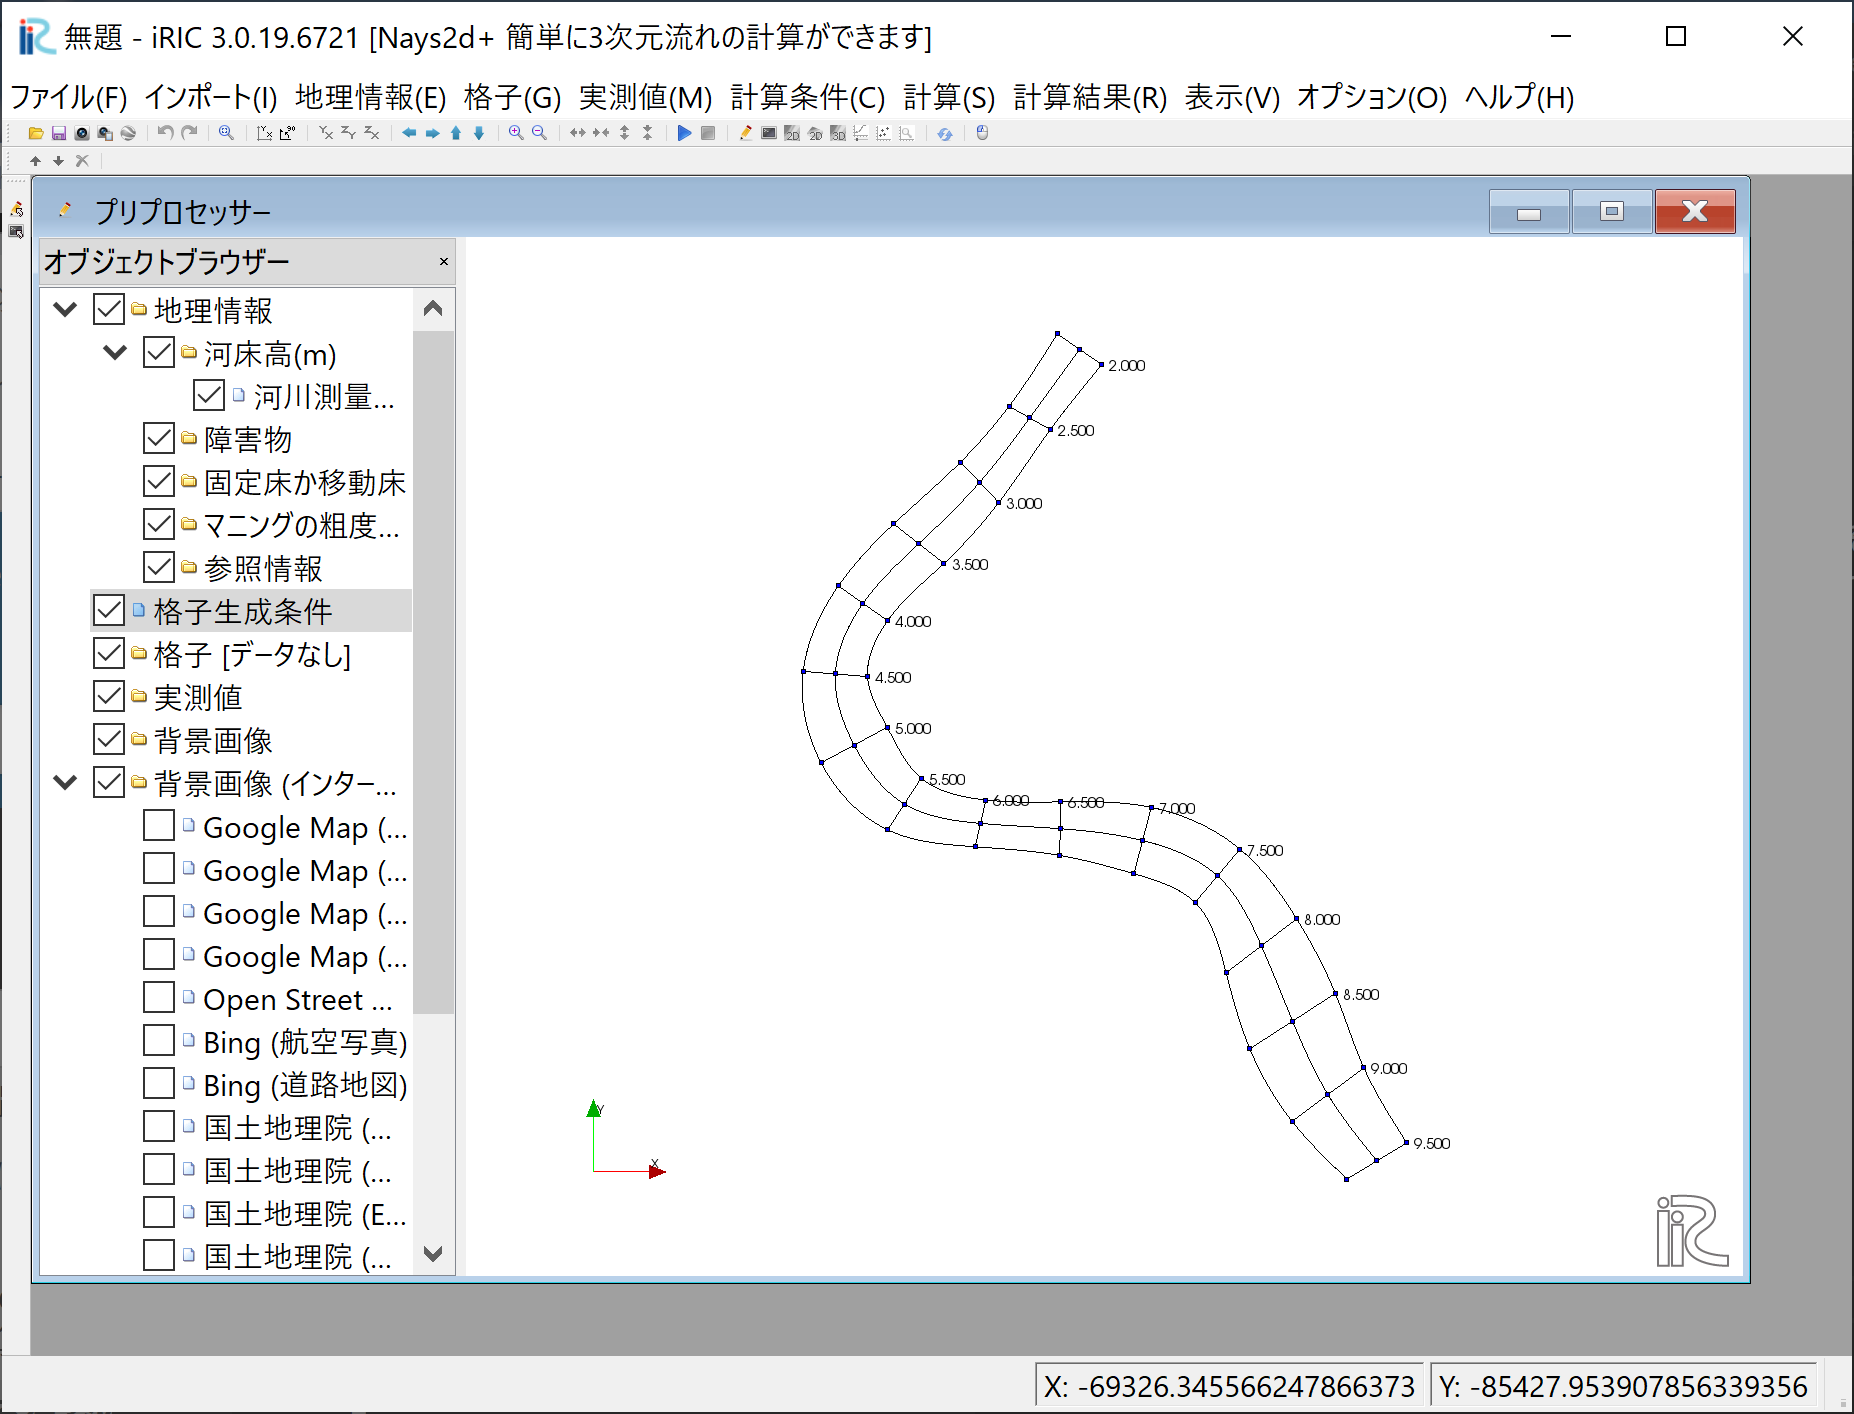 無題 - iRIC 3.0.19.6721 [Nays2d+ 簡単に3次元流れの計算ができます]
ファイル(F) インポート(I) 地理情報(E) 格子(G) 実測値(M) 計算条件(C) 計算(S) 計算結果(R) 表示(V) オプション(O) ヘルプ(H)
プリプロセッサー
オブジェクトブラウザー
地理情報
河床高(m)
河川測量...
障害物
固定床か移動床
マニングの粗度...
参照情報
格子生成条件
格子 [データなし]
実測値
背景画像
背景画像 (インター...
Google Map (...
Google Map (...
Google Map (...
Google Map (...
Open Street ...
Bing (航空写真)
Bing (道路地図)
国土地理院 (...
国土地理院 (...
国土地理院 (E...
国土地理院 (...
2.000
2.500
3.000
3.500
4.000
4.500
5.000
5.500
6.000
6.500
7.000
7.500
8.000
8.500
9.000
9.500
Y
X
iRC
X: -69326.345566247866373
Y: -85427.953907856339356